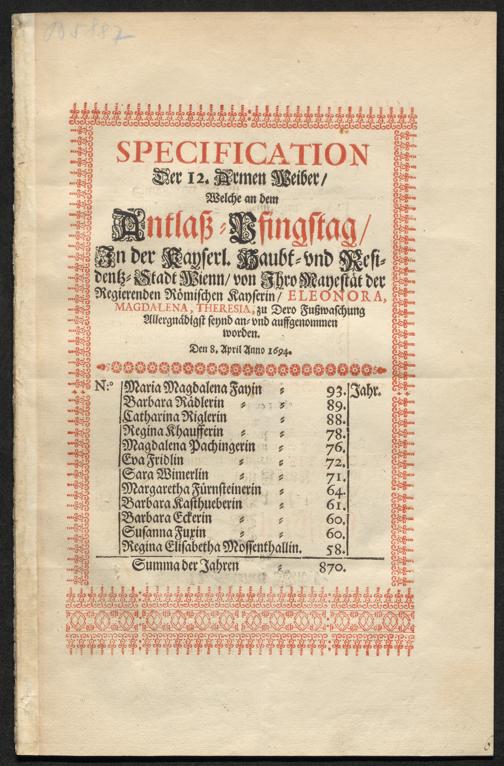 B 5887
SPECIFICATION
Der 12. Armen Weiber/
Welche an dem
Antlaß-Pfingstag/
In der Kayserl. Haubt- vnd Resi-
dentz-Stadt Wienn/ von Ihro Mayestät der
Regierenden Römischen Kayserin/ ELEONORA,
MAGDALENA, THERESIA, zu Dero Fußwaschung
Allergnädigst seynd an- vnd auffgenommen
worden.
Den 8. April Anno 1694.
N.o Maria Magdalena Fayin - 93. Jahr.
Barbara Rädlerin - - 89.
Catharina Riglerin - 88.
Regina Khaufferin - - 78.
Magdalena Pachingerin - 76.
Eva Fridlin - - 72.
Sara Wimerlin - - 71.
Margaretha Fürnsteinerin - 64.
Barbara Kasthueberin - 61.
Barbara Eckerin - - 60.
Susanna Fuxin - - 60.
Regina Elisabetha Mossenthallin. 58.
Summa der Jahren - 870.